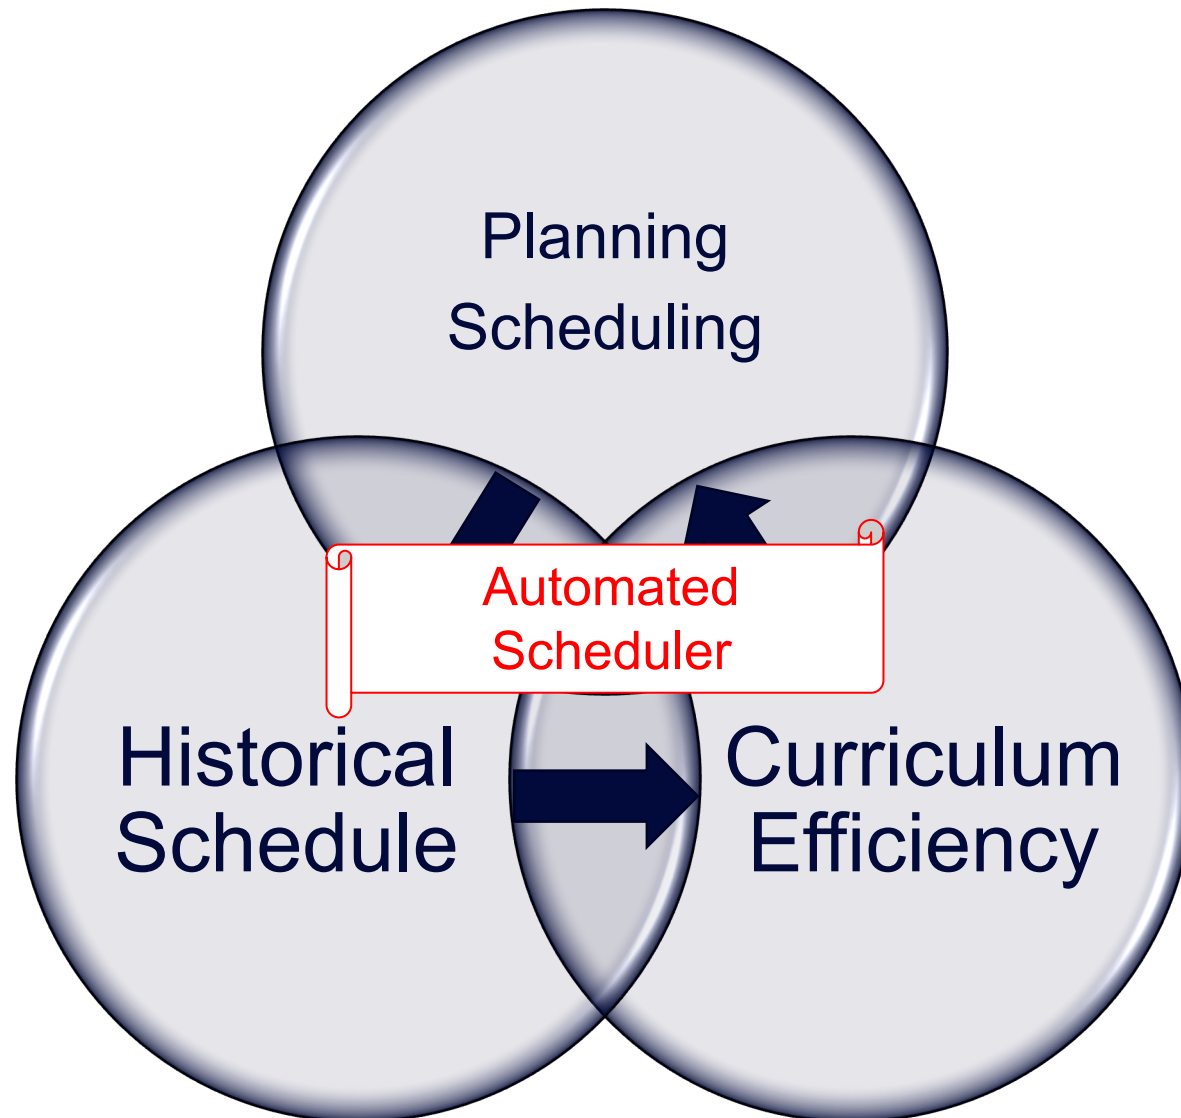 Planning
Scheduling
Automated
Scheduler
Historical
Schedule
Curriculum
Efficiency